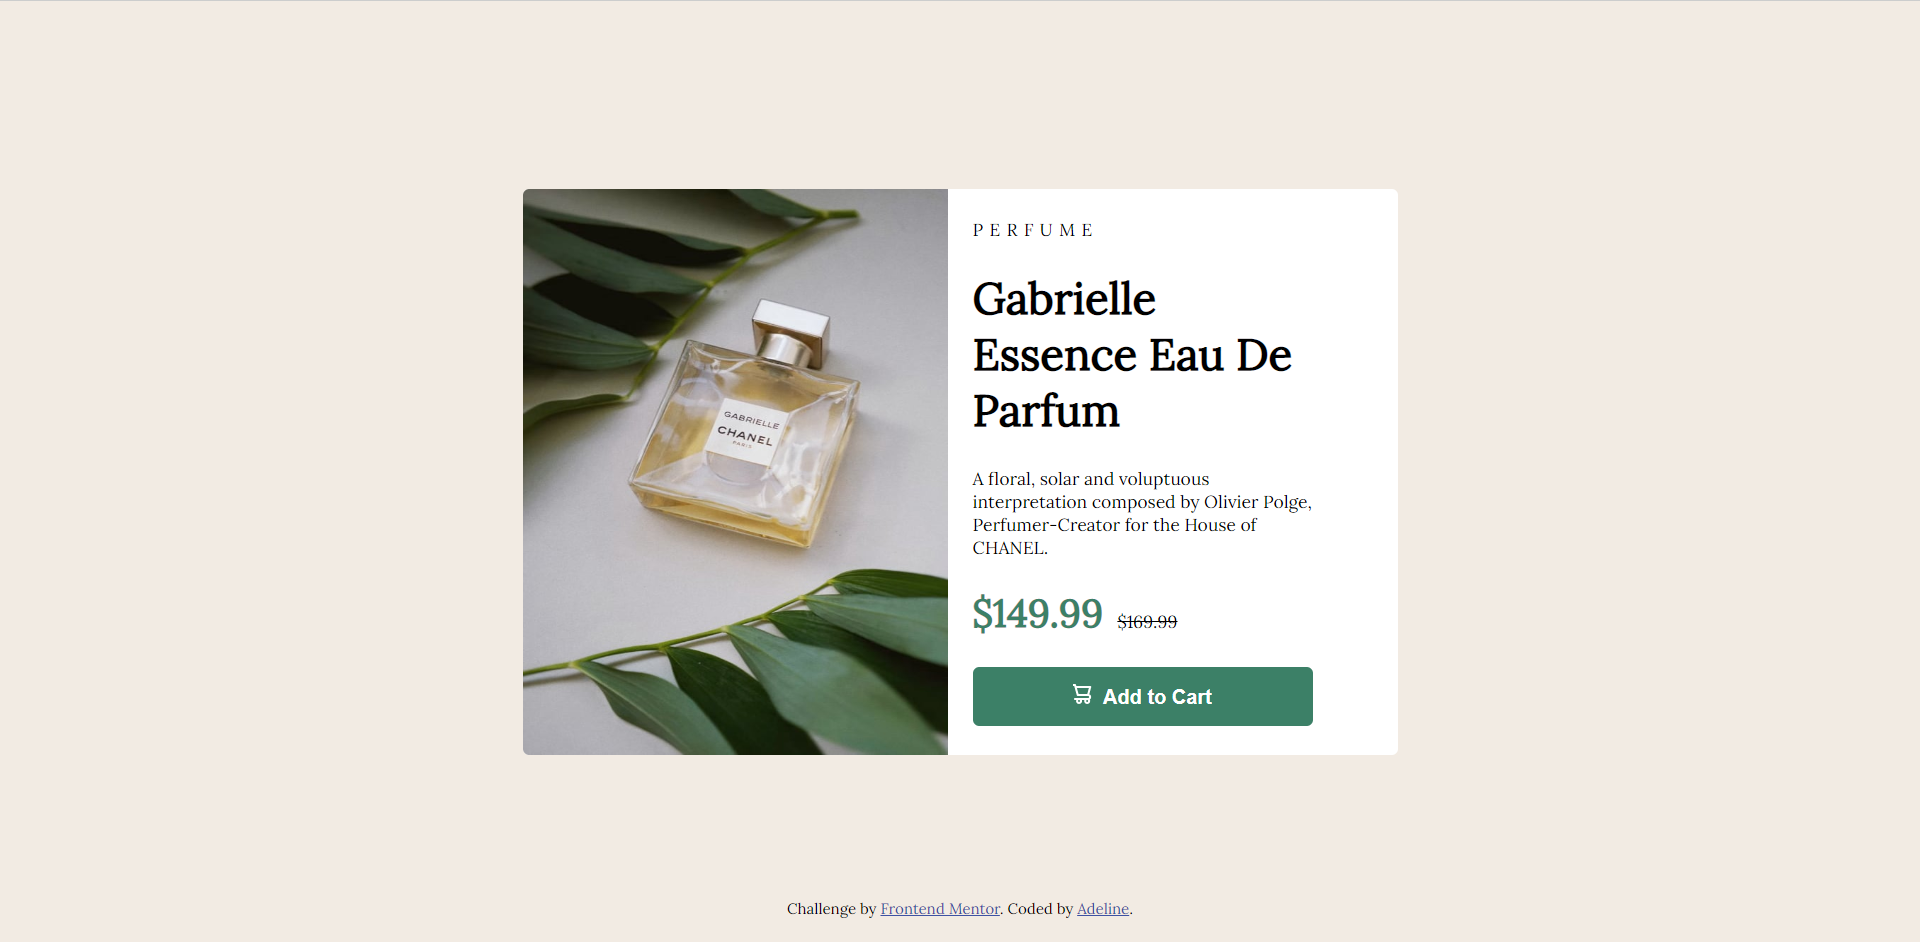 GABRIELLE
CHANEL
PARIS
PERFUME
Gabrielle
Essence Eau De
Parfum
A floral, solar and voluptuous
interpretation composed by Olivier Polge,
Perfumer-Creator for the House of
CHANEL.
$149.99 $169.99
Add to Cart
Challenge by Frontend Mentor. Coded by Adeline.